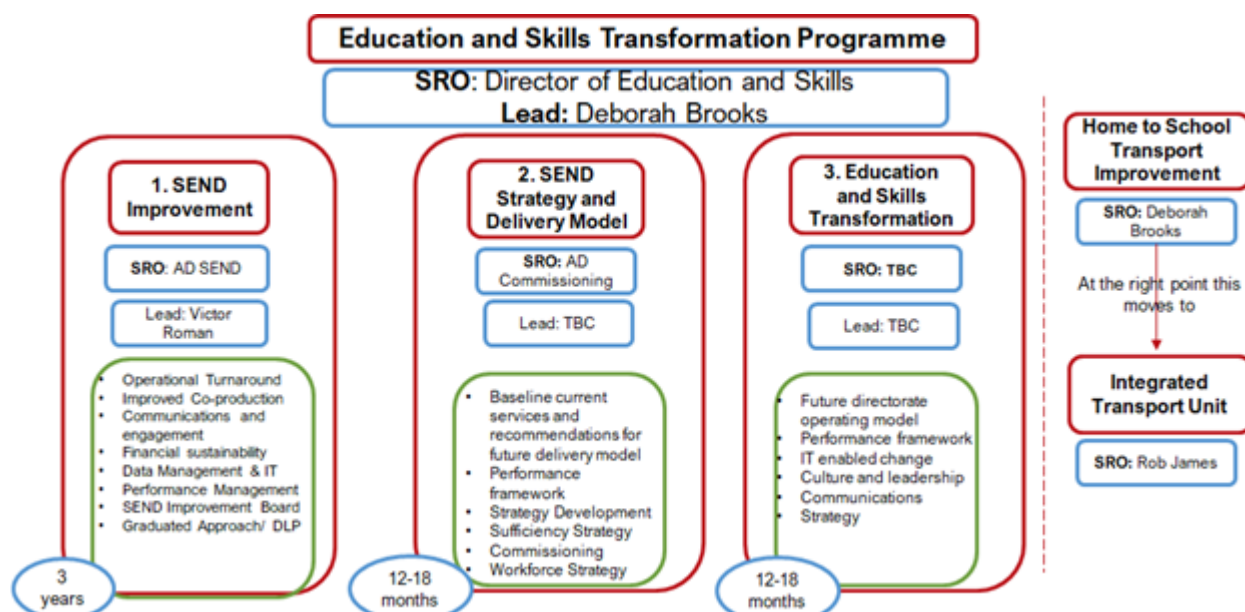 Education and Skills Transformation Programme
SRO: Director of Education and Skills
Lead: Deborah Brooks
1. SEND
Improvement
SRO: AD SEND
Lead: Victor
Roman
• Operational Turnaround
• Improved Co-production
• Communications and
engagement
• Financial sustainability
• Data Management & IT
• Performance Management
• SEND Improvement Board
• Graduated Approach/ DLP
3
years
2. SEND
Strategy and
Delivery Model
SRO: AD
Commissioning
Lead: TBC
• Baseline current
services and
recommendations for
future delivery model
• Performance
framework
• Strategy Development
• Sufficiency Strategy
• Commissioning
• Workforce Strategy
12-18
months
3. Education
and Skills
Transformation
SRO: TBC
Lead: TBC
• Future directorate
operating model
• Performance framework
• IT enabled change
• Culture and leadership
• Communications
• Strategy
12-18
months
Home to School
Transport
Improvement
SRO: Deborah
Brooks
At the right point this
moves to
Integrated
Transport Unit
SRO: Rob James